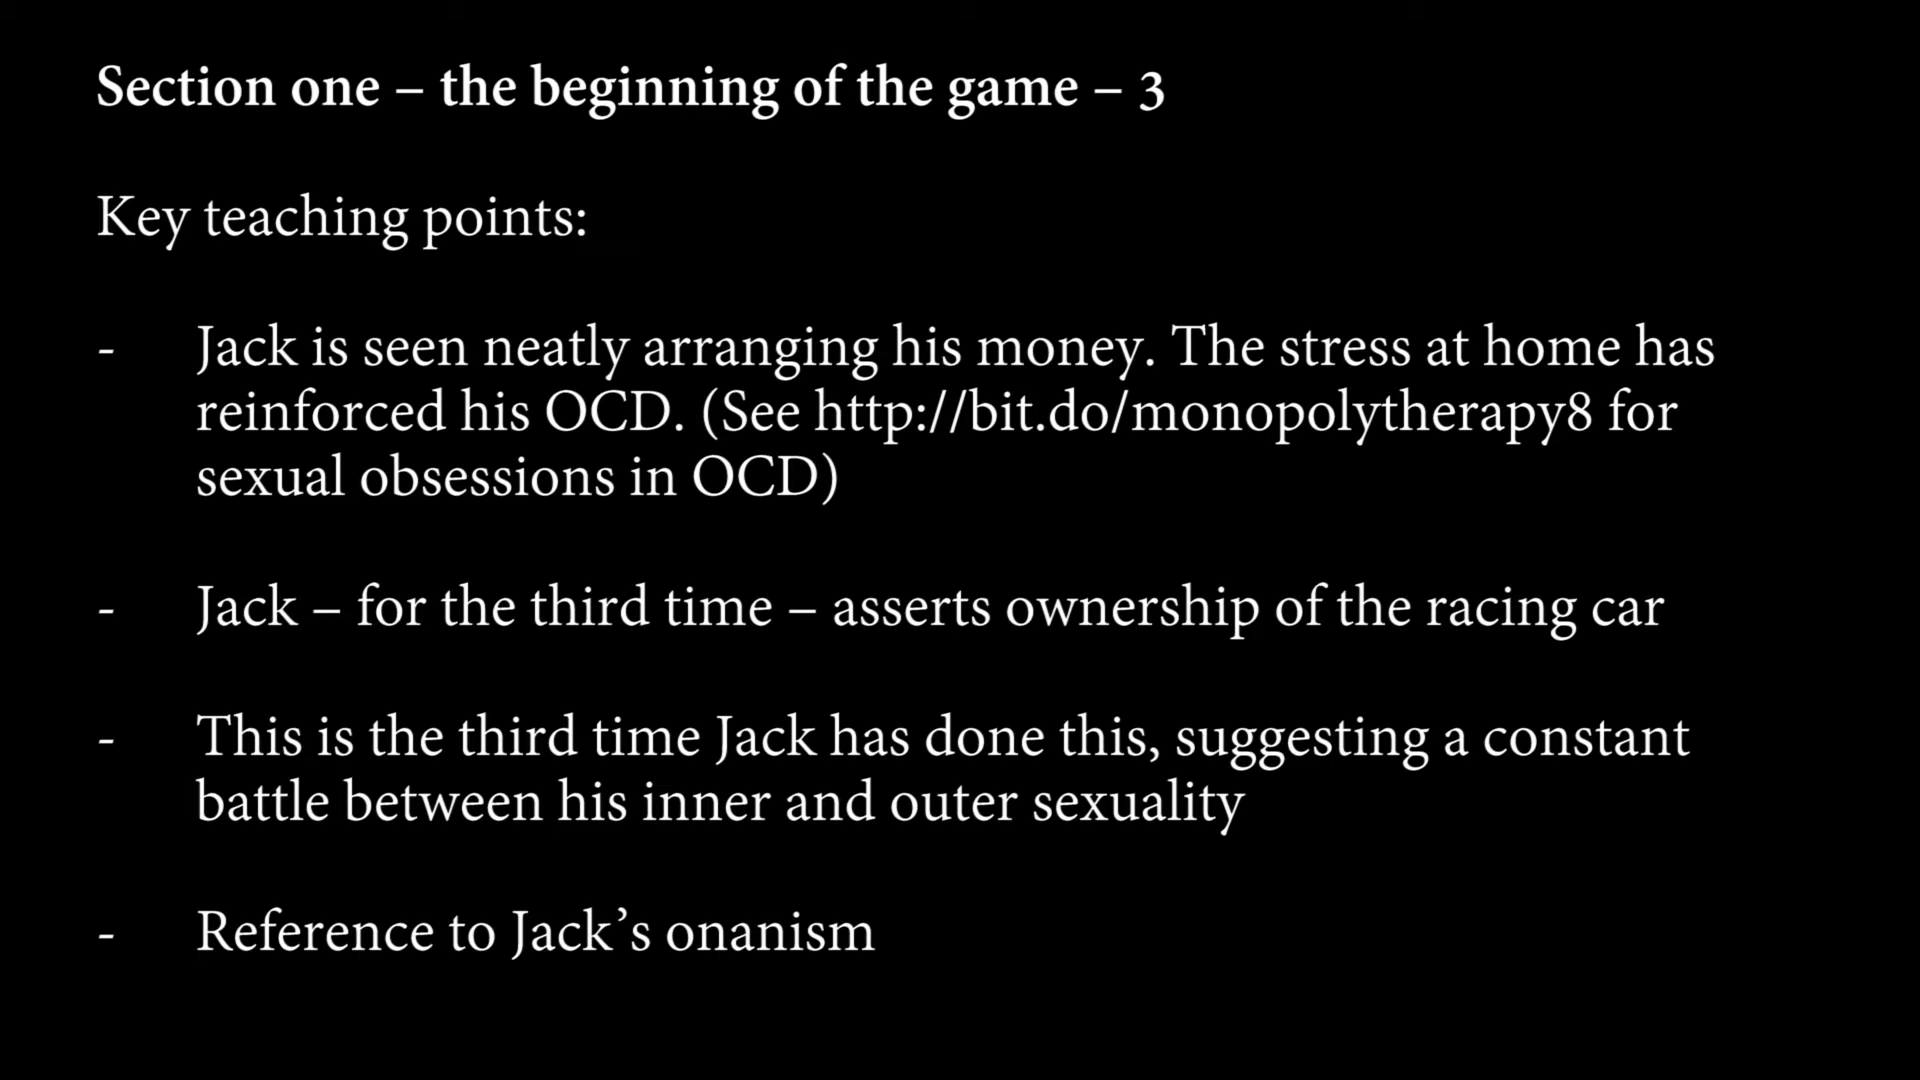 Section one – the beginning of the game – 3
Key teaching points:
- Jack is seen neatly arranging his money. The stress at home has
reinforced his OCD. (See http://bit.do/monopolytherapy8 for
sexual obsessions in OCD)
- Jack – for the third time – asserts ownership of the racing car
- This is the third time Jack has done this, suggesting a constant
battle between his inner and outer sexuality
- Reference to Jack’s onanism